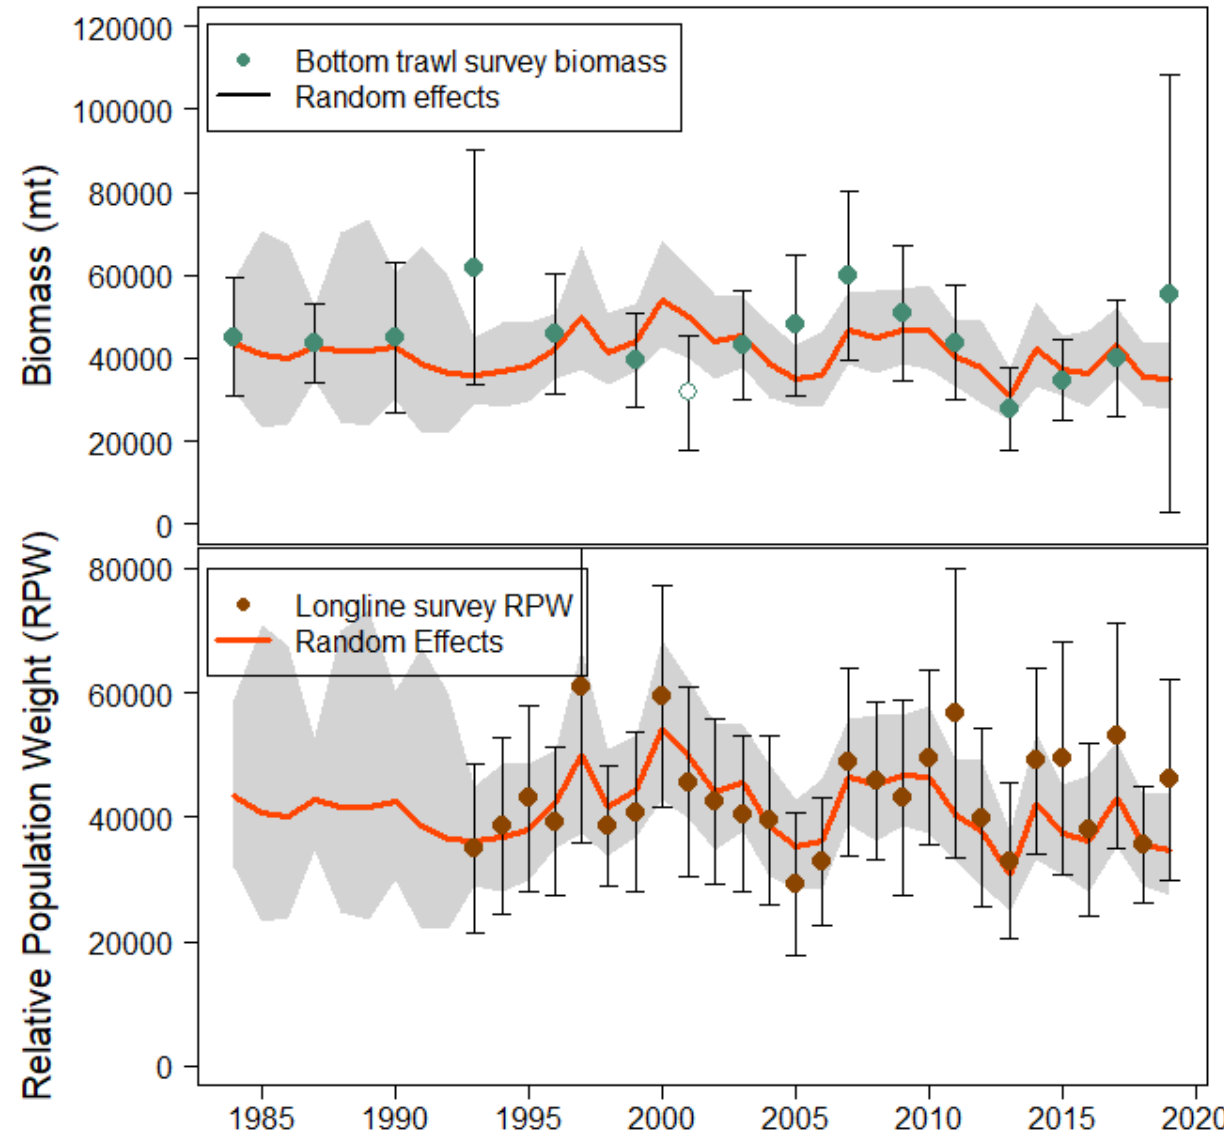 Biomass (mt)
120000
100000
80000
60000
40000
20000
0
Bottom trawl survey biomass
Random effects
Relative Population Weight (RPW)
80000
60000
40000
20000
0
Longline survey RPW
Random Effects
1985 1990 1995 2000 2005 2010 2015 2020